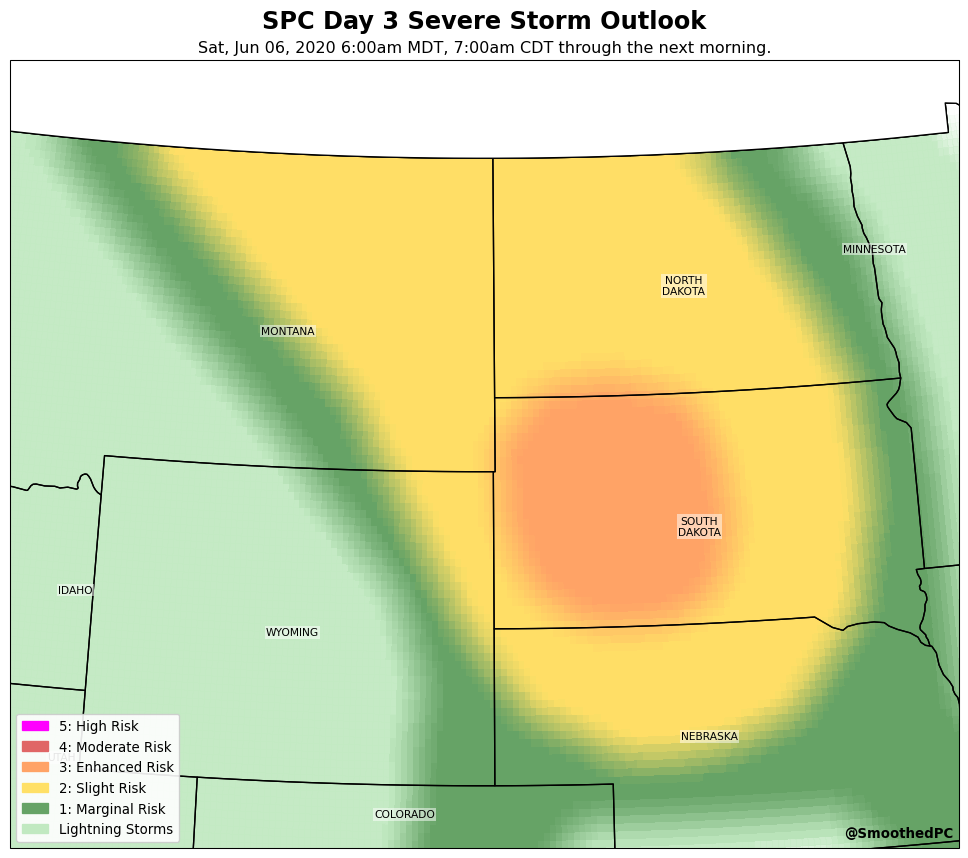 SPC Day 3 Severe Storm Outlook
Sat, Jun 06, 2020 6:00am MDT, 7:00am CDT through the next morning.
MINNESOTA
NORTH
DAKOTA
MONTANA
SOUTH
DAKOTA
IDAHO
WYOMING
NEBRASKA
COLORADO
5: High Risk
4: Moderate Risk
3: Enhanced Risk
2: Slight Risk
1: Marginal Risk
Lightning Storms
@SmoothedPC